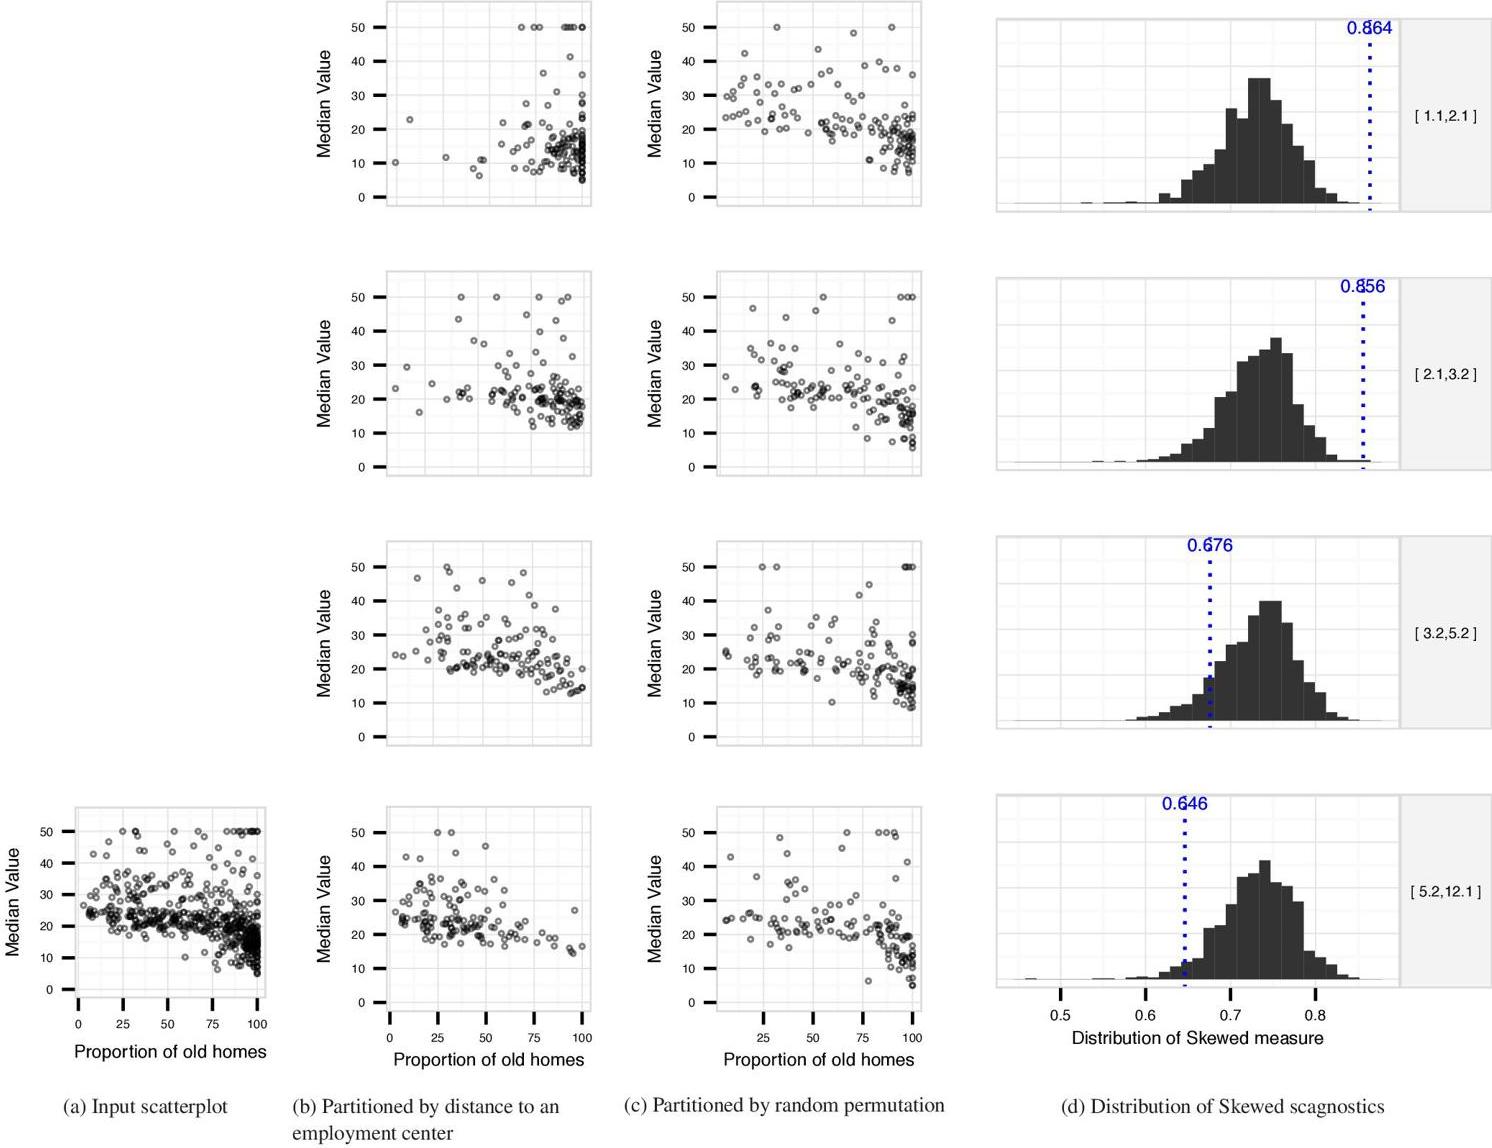 50
40
30
20
10
0
Median Value
50
40
30
20
10
0
Median Value
0.864
[ 1.1,2.1 ]
50
40
30
20
10
0
Median Value
50
40
30
20
10
0
Median Value
0.856
[ 2.1,3.2 ]
50
40
30
20
10
0
Median Value
50
40
30
20
10
0
Median Value
0.676
[ 3.2,5.2 ]
50
40
30
20
10
0
Median Value
0 25 50 75 100
Proportion of old homes
50
40
30
20
10
0
Median Value
0 25 50 75 100
Proportion of old homes
50
40
30
20
10
0
Median Value
25 50 75 100
Proportion of old homes
0.646
[ 5.2,12.1 ]
0.5 0.6 0.7 0.8
Distribution of Skewed measure
(a) Input scatterplot
(b) Partitioned by distance to an
employment center
(c) Partitioned by random permutation
(d) Distribution of Skewed scagnostics